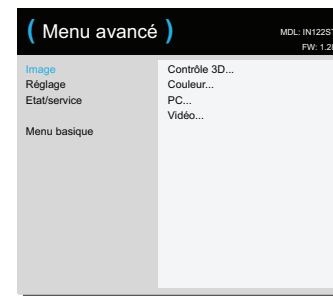 ( Menu avancé )
MDL: IN122ST
FW: 1.2
Image
Réglage
Etat/service
Menu basique
Contrôle 3D...
Couleur...
PC...
Vidéo...